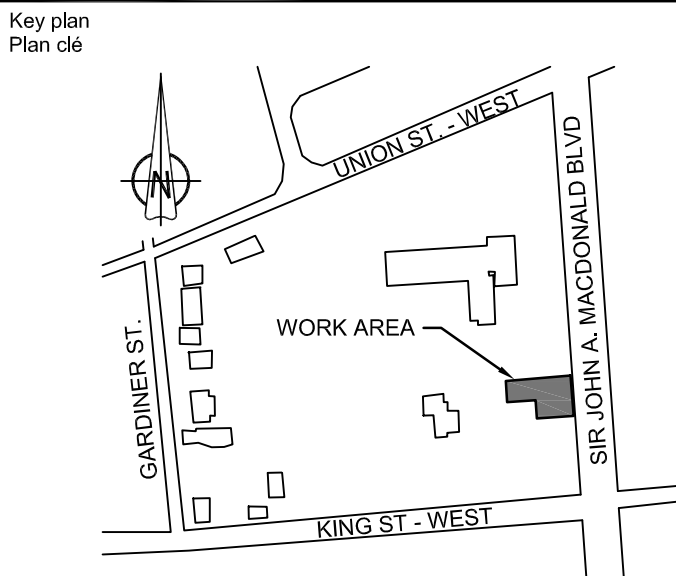 Key plan
Plan clé
N
UNION ST. - WEST
SIR JOHN A. MACDONALD BLVD
WORK AREA
GARDINER ST.
KING ST - WEST